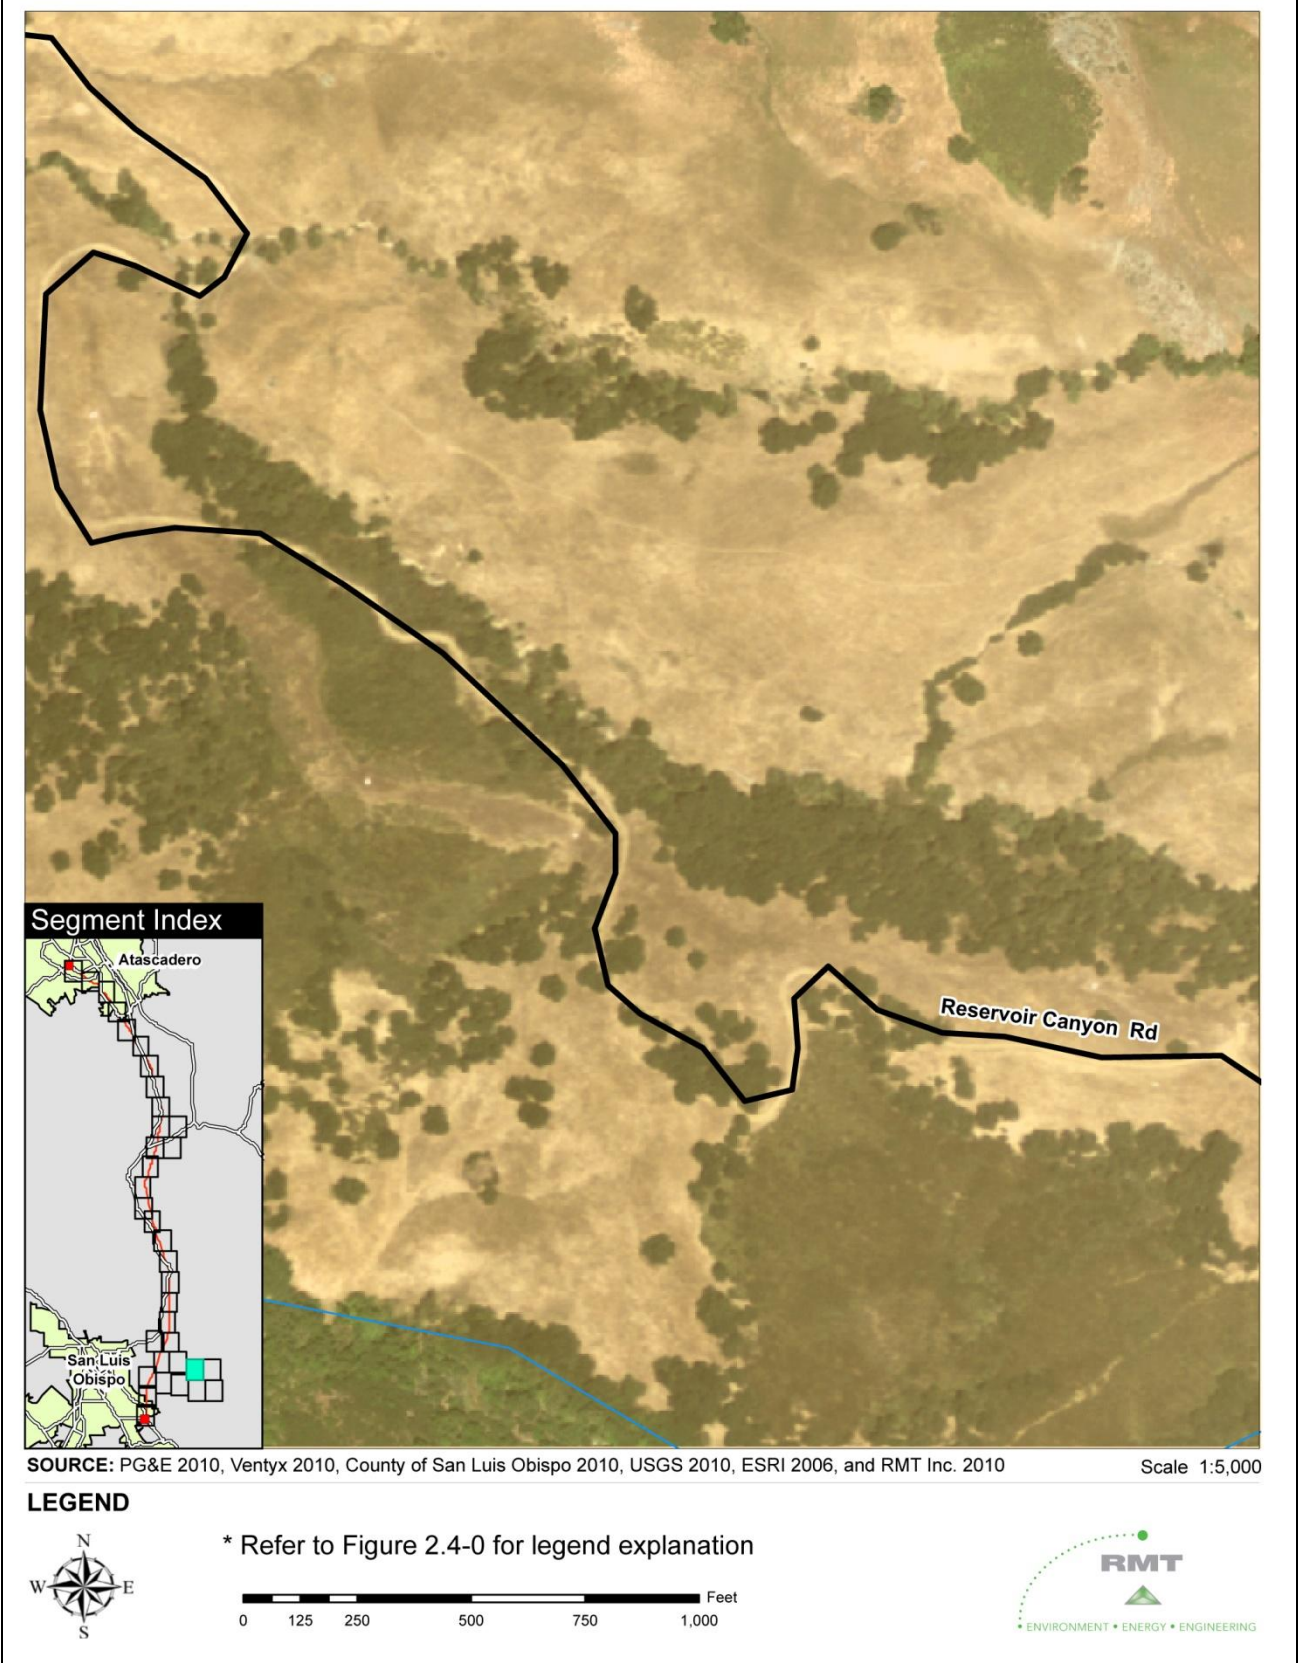 Reservoir Canyon Rd
Segment Index
Atascadero
San Luis
Obispo
SOURCE: PG&E 2010, Ventyx 2010, County of San Luis Obispo 2010, USGS 2010, ESRI 2006, and RMT Inc. 2010
Scale 1:5,000
LEGEND
N
W
E
S
* Refer to Figure 2.4-0 for legend explanation
Feet
0 125 250 500 750 1,000
RMT
• ENVIRONMENT • ENERGY • ENGINEERING